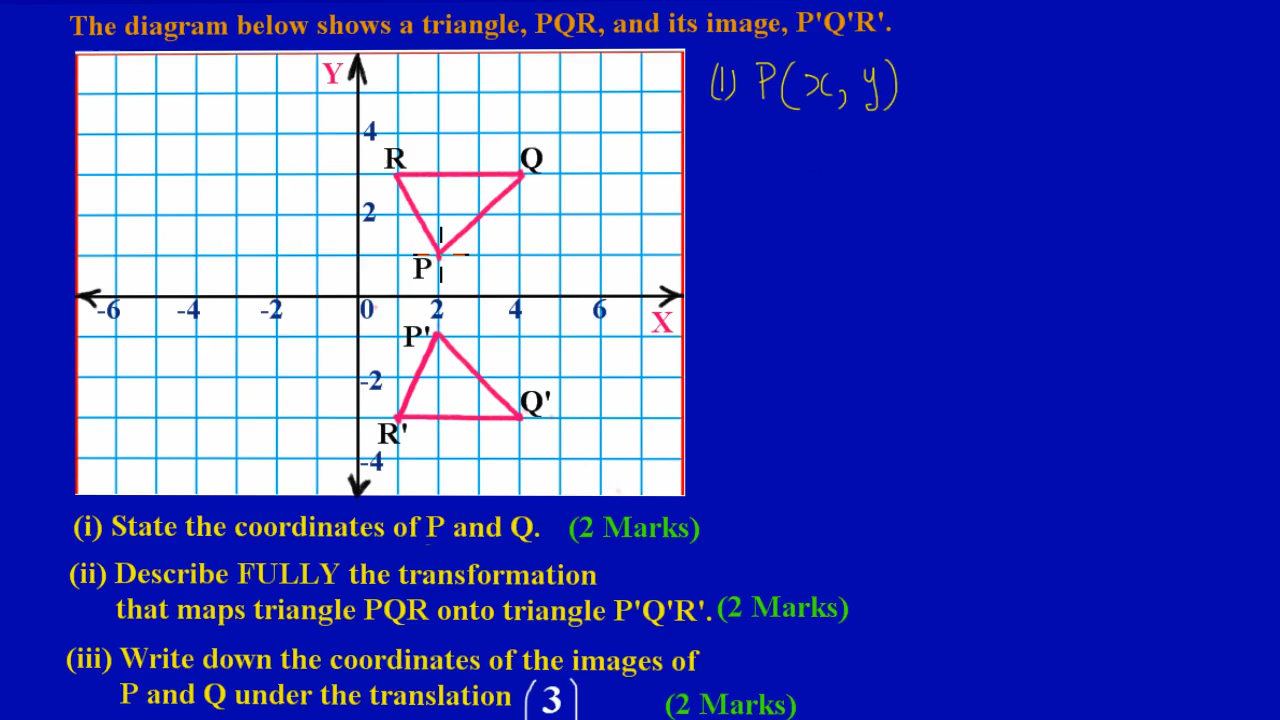 The diagram below shows a triangle, PQR, and its image, P'Q'R'.
(1) P(x, y)
Y
4
R Q
2
P
-6 -4 -2 0 2 4 6
X
P'
-2
Q'
R'
-4
(i) State the coordinates of P and Q. (2 Marks)
(ii) Describe FULLY the transformation
that maps triangle PQR onto triangle P'Q'R'. (2 Marks)
(iii) Write down the coordinates of the images of
P and Q under the translation (3) (2 Marks)